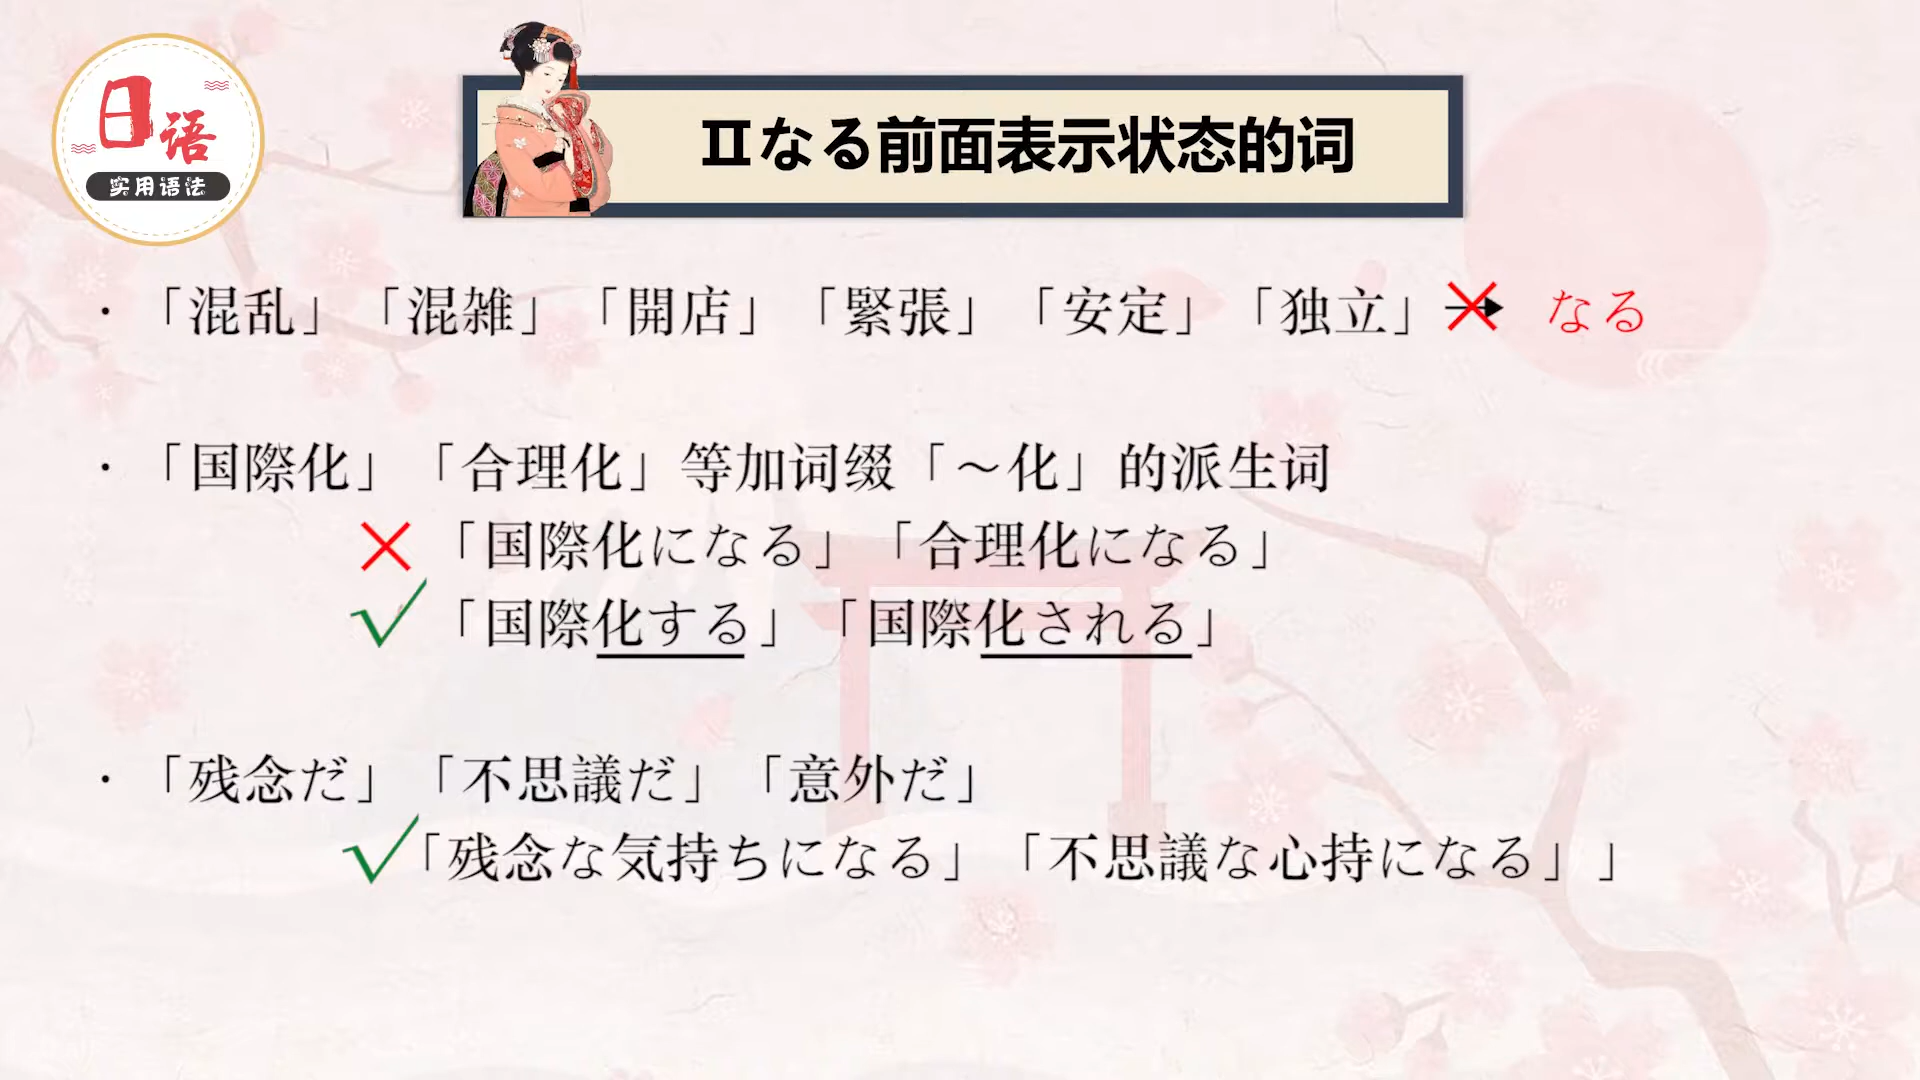 日语
实用语法
Ⅱなる前面表示状态的词
・「混乱」「混雑」「開店」「緊張」「安定」「独立」→ なる
・「国際化」「合理化」等加词缀「～化」的派生词
「国際化になる」「合理化になる」
「国際化する」「国際化される」
・「残念だ」「不思議だ」「意外だ」
「残念な気持ちになる」「不思議な心持になる」」